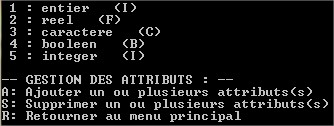 1 : entier (I)
2 : reel (F)
3 : caractere (C)
4 : booleen (B)
5 : integer (I)
-- GESTION DES ATTRIBUTS : --
A: Ajouter un ou plusieurs attributs(s)
S: Supprimer un ou plusieurs attributs(s)
R: Retourner au menu principal